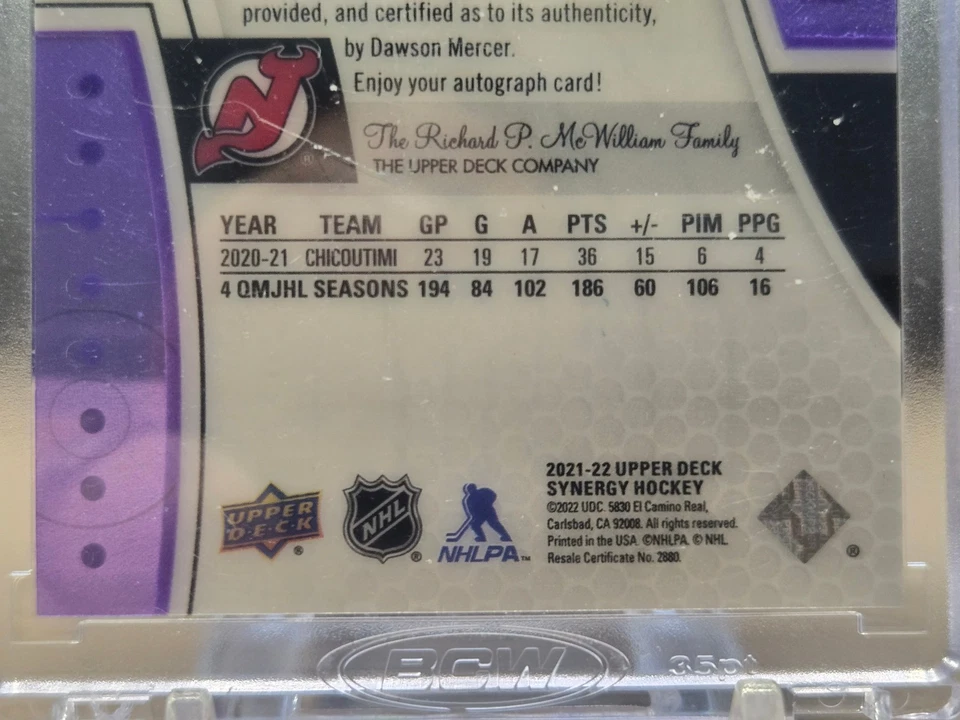 provided, and certified as to its authenticity,
by Dawson Mercer.
Enjoy your autograph card!
®
The Richard P. McWilliam Family
THE UPPER DECK COMPANY
YEAR TEAM GP G A PTS +/- PIM PPG
2020-21 CHICOUTIMI 23 19 17 36 15 6 4
4 QMJHL SEASONS 194 84 102 186 60 106 16
UPPER
DECK
®
NHL
®
NHLPA™
2021-22 UPPER DECK
SYNERGY HOCKEY
©2022 UDC. 5830 El Camino Real,
Carlsbad, CA 92008. All rights reserved.
Printed in the USA. ©NHLPA. © NHL.
Resale Certificate No. 2880.
®
BCW 35pt